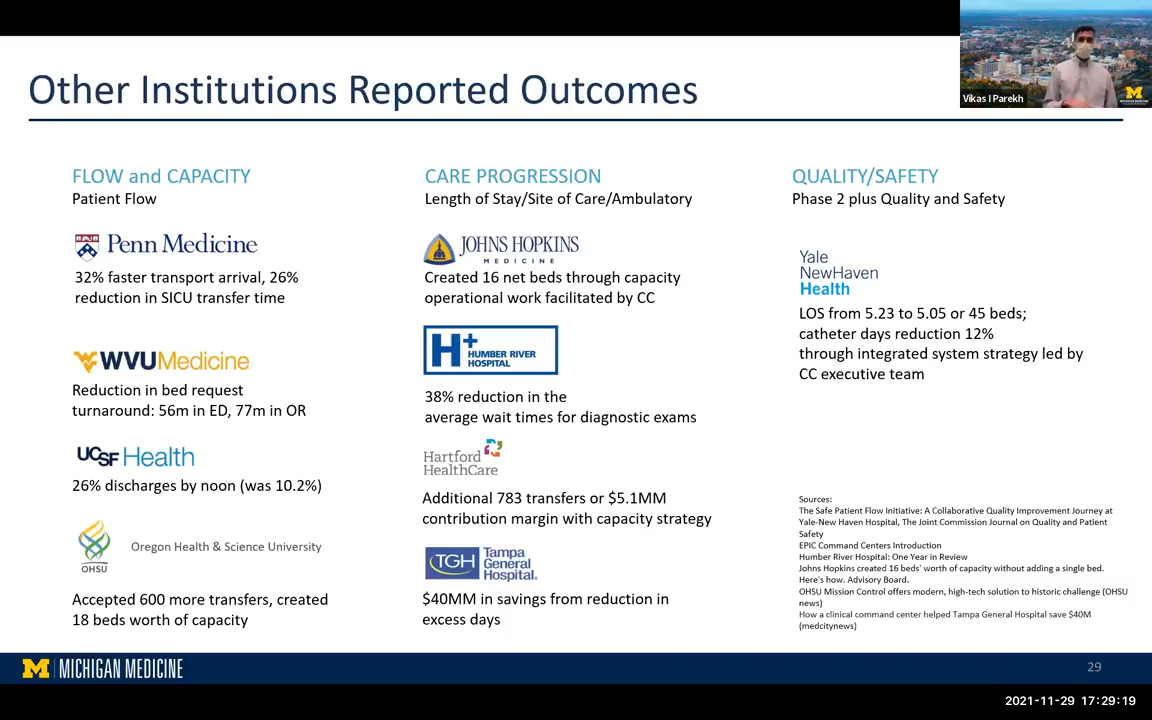 Other Institutions Reported Outcomes
Vikas I Parekh
FLOW and CAPACITY
Patient Flow
Penn Medicine
32% faster transport arrival, 26%
reduction in SICU transfer time
WVUMedicine
Reduction in bed request
turnaround: 56m in ED, 77m in OR
UCSF Health
26% discharges by noon (was 10.2%)
OHSU
Oregon Health & Science University
Accepted 600 more transfers, created
18 beds worth of capacity
CARE PROGRESSION
Length of Stay/Site of Care/Ambulatory
JOHNS HOPKINS
MEDICINE
Created 16 net beds through capacity
operational work facilitated by CC
H+ HUMBER RIVER
HOSPITAL
38% reduction in the
average wait times for diagnostic exams
Hartford
HealthCare
Additional 783 transfers or $5.1MM
contribution margin with capacity strategy
TGH Tampa
General
Hospital.
$40MM in savings from reduction in
excess days
QUALITY/SAFETY
Phase 2 plus Quality and Safety
Yale
NewHaven
Health
LOS from 5.23 to 5.05 or 45 beds;
catheter days reduction 12%
through integrated system strategy led by
CC executive team
Sources:
The Safe Patient Flow Initiative: A Collaborative Quality Improvement Journey at
Yale-New Haven Hospital, The Joint Commission Journal on Quality and Patient
Safety
EPIC Command Centers Introduction
Humber River Hospital: One Year in Review
Johns Hopkins created 16 beds' worth of capacity without adding a single bed.
Here's how. Advisory Board.
OHSU Mission Control offers modern, high-tech solution to historic challenge (OHSU
news)
How a clinical command center helped Tampa General Hospital save $40M
(medcitynews)
M MICHIGAN MEDICINE
29
2021-11-29 17:29:19